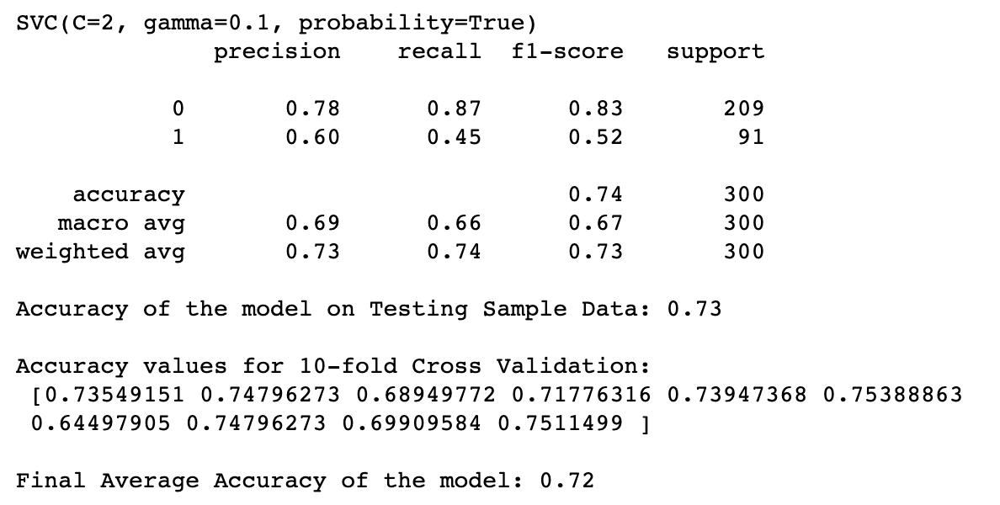 SVC(C=2, gamma=0.1, probability=True)
precision recall f1-score support
0 0.78 0.87 0.83 209
1 0.60 0.45 0.52 91
accuracy 0.74 300
macro avg 0.69 0.66 0.67 300
weighted avg 0.73 0.74 0.73 300
Accuracy of the model on Testing Sample Data: 0.73
Accuracy values for 10-fold Cross Validation:
[0.73549151 0.74796273 0.68949772 0.71776316 0.73947368 0.75388863
0.64497905 0.74796273 0.69909584 0.7511499 ]
Final Average Accuracy of the model: 0.72